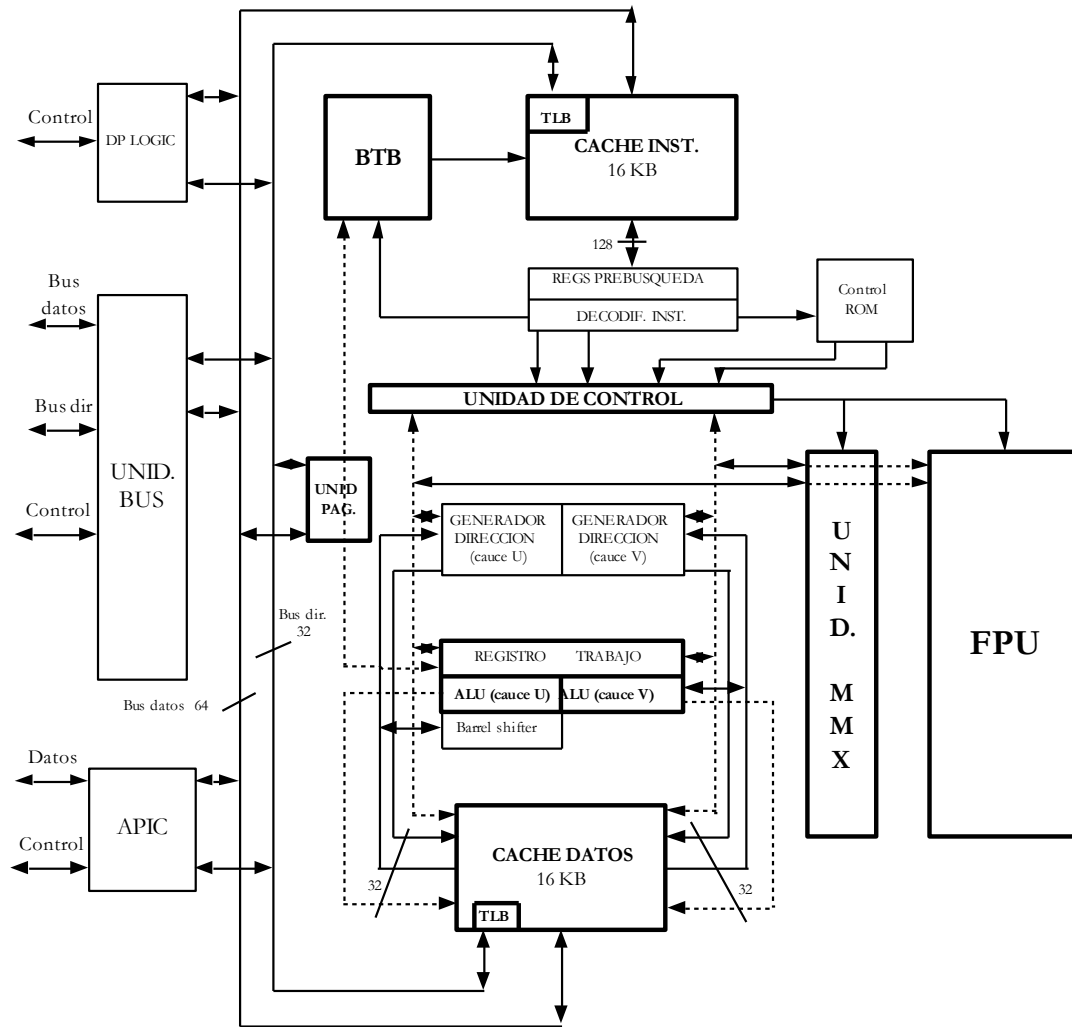 Control
DP LOGIC
BTB
TLB
CACHE INST.
16 KB
128
REGS PREBUSQUEDA
DECODIF. INST.
Control
ROM
Bus
datos
Bus dir
Control
UNID.
BUS
UNIDAD DE CONTROL
UNID
PAG.
GENERADOR
DIRECCION
(cauce U)
GENERADOR
DIRECCION
(cauce V)
U
N
I
D.
M
M
X
FPU
Bus dir.
32
Bus datos 64
REGISTRO TRABAJO
ALU (cauce U)
ALU (cauce V)
Barrel shifter
Datos
Control
APIC
CACHE DATOS
16 KB
TLB
32
32